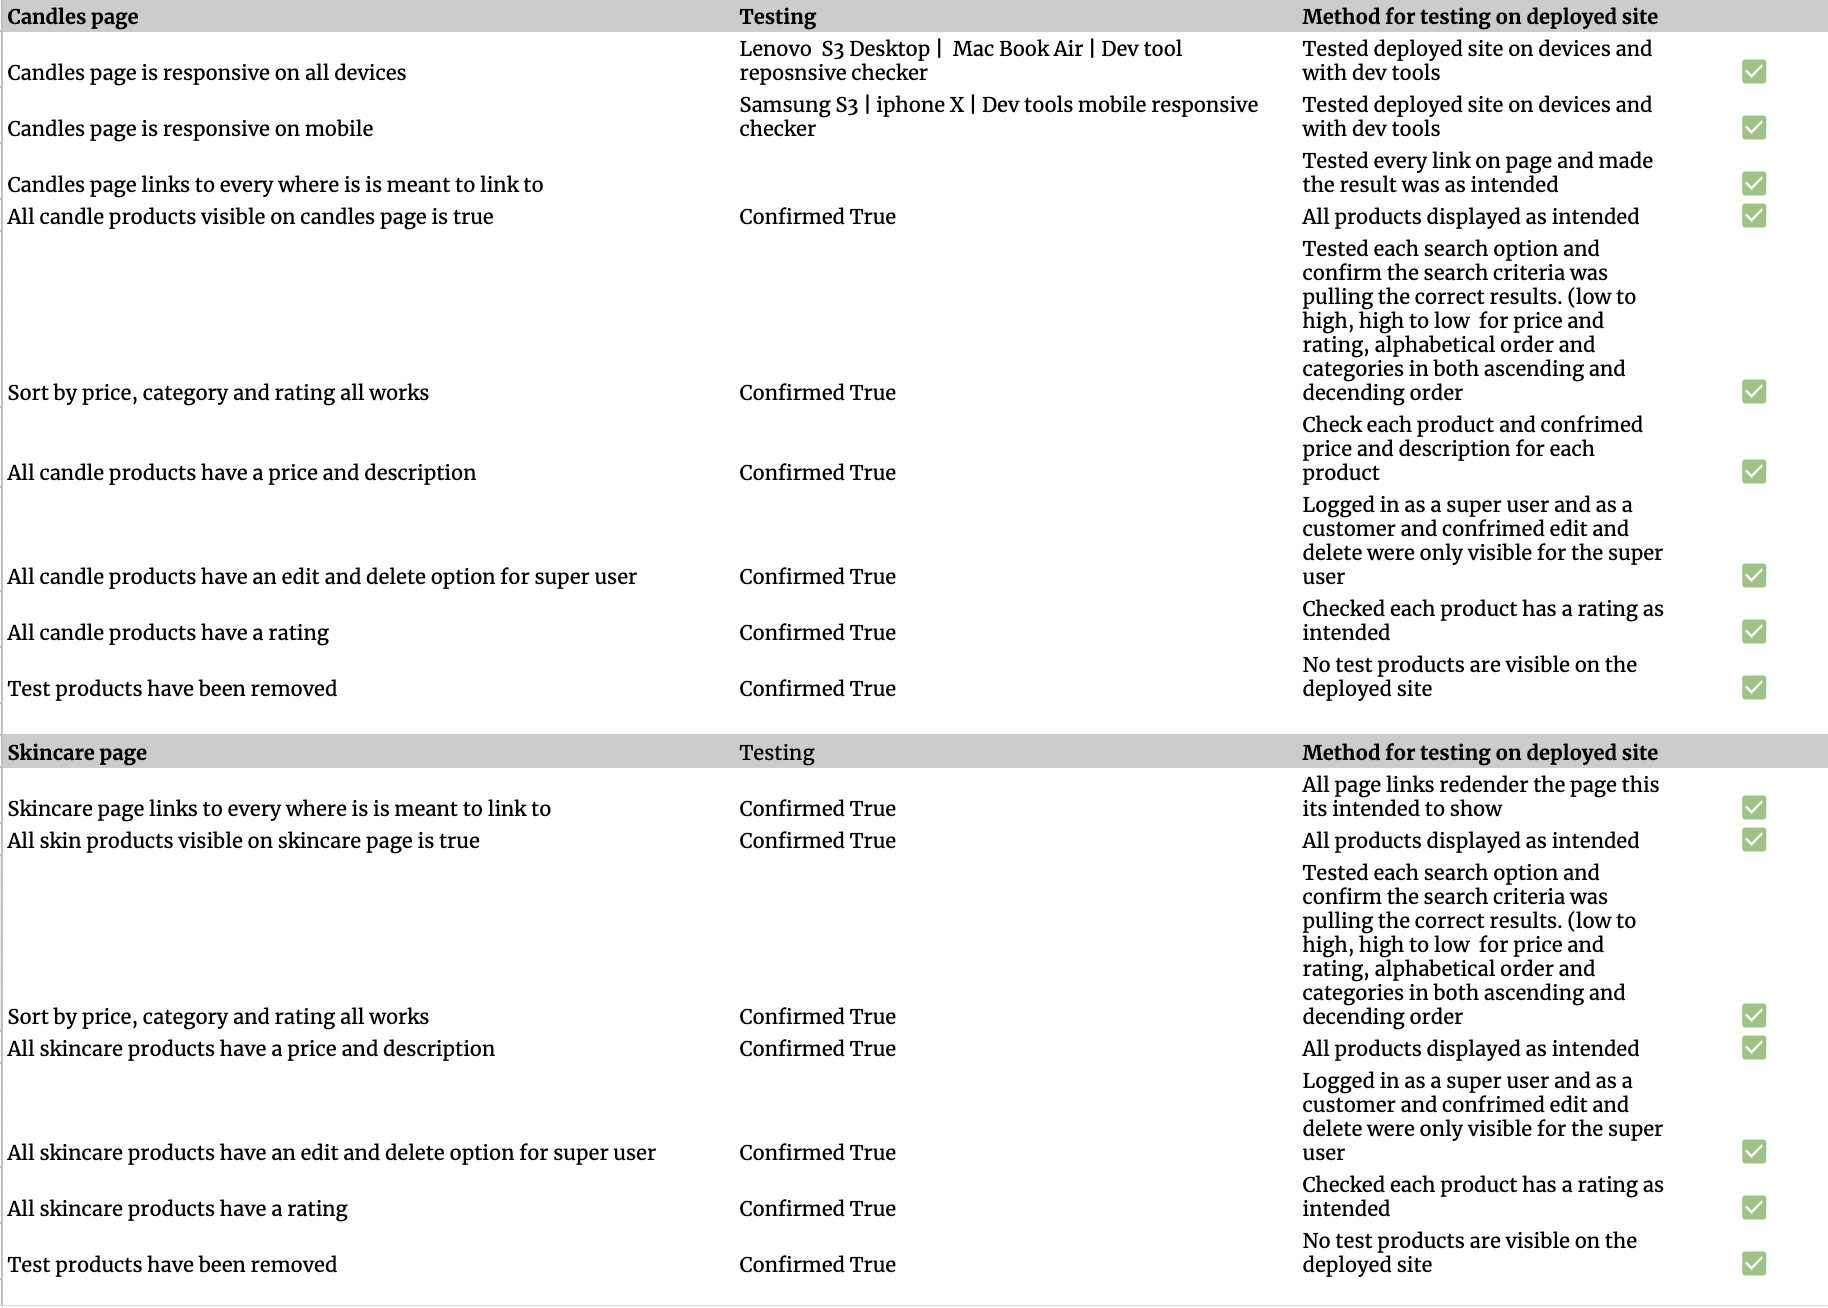 Candles page Testing Method for testing on deployed site
Lenovo  S3 Desktop |  Mac Book Air | Dev tool Tested deployed site on devices and
Candles page is responsive on all devices reposnsive checker with dev tools
Samsung S3 | iphone X | Dev tools mobile responsive Tested deployed site on devices and
Candles page is responsive on mobile checker with dev tools
Tested every link on page and made
Candles page links to every where is is meant to link to the result was as intended
All candle products visible on candles page is true Confirmed True All products displayed as intended
Tested each search option and
confirm the search criteria was
pulling the correct results. (low to
high, high to low  for price and
rating, alphabetical order and
categories in both ascending and
Sort by price, category and rating all works Confirmed True decending order
Check each product and confrimed
price and description for each
All candle products have a price and description Confirmed True product
Logged in as a super user and as a
customer and confrimed edit and
delete were only visible for the super
All candle products have an edit and delete option for super user Confirmed True user
Checked each product has a rating as
All candle products have a rating Confirmed True intended
No test products are visible on the
Test products have been removed Confirmed True deployed site
Skincare page Testing Method for testing on deployed site
All page links redender the page this
Skincare page links to every where is is meant to link to Confirmed True its intended to show
All skin products visible on skincare page is true Confirmed True All products displayed as intended
Tested each search option and
confirm the search criteria was
pulling the correct results. (low to
high, high to low  for price and
rating, alphabetical order and
categories in both ascending and
Sort by price, category and rating all works Confirmed True decending order
All skincare products have a price and description Confirmed True All products displayed as intended
Logged in as a super user and as a
customer and confrimed edit and
delete were only visible for the super
All skincare products have an edit and delete option for super user Confirmed True user
Checked each product has a rating as
All skincare products have a rating Confirmed True intended
No test products are visible on the
Test products have been removed Confirmed True deployed site